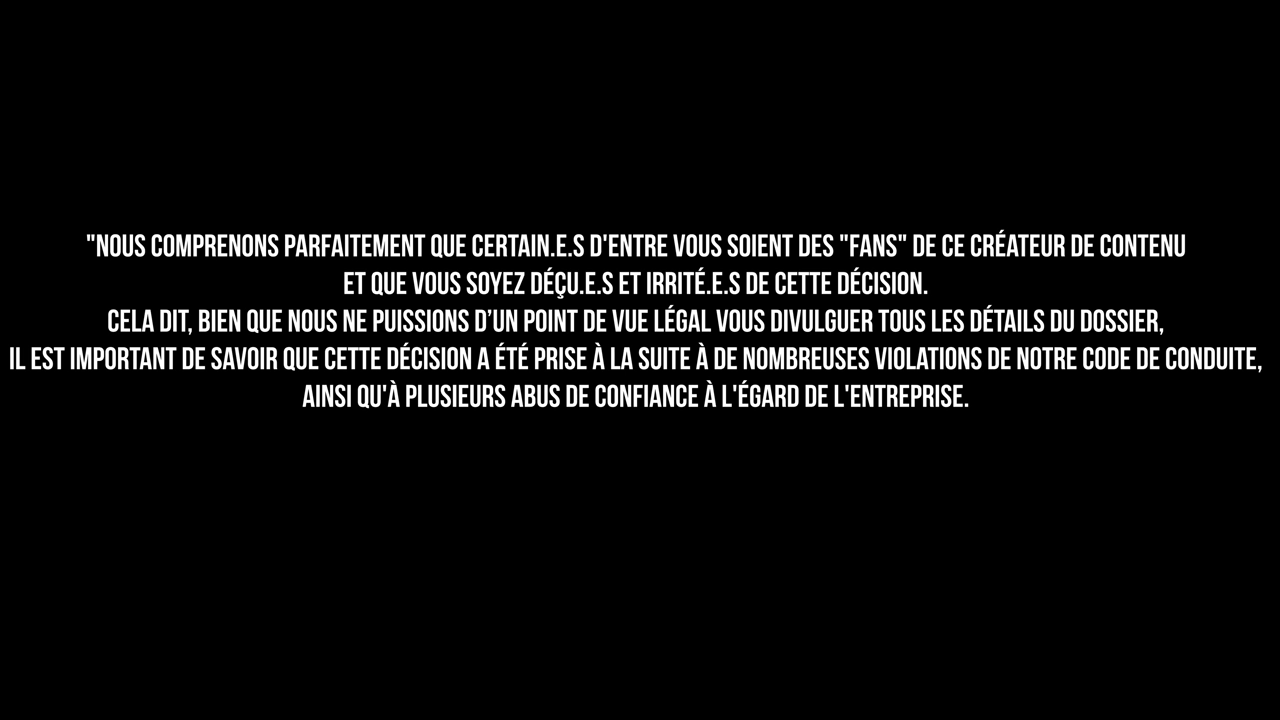 "NOUS COMPRENONS PARFAITEMENT QUE CERTAIN.E.S D'ENTRE VOUS SOIENT DES "FANS" DE CE CRÉATEUR DE CONTENU
ET QUE VOUS SOYEZ DÉÇU.E.S ET IRRITÉ.E.S DE CETTE DÉCISION.
CELA DIT, BIEN QUE NOUS NE PUISSIONS D’UN POINT DE VUE LÉGAL VOUS DIVULGUER TOUS LES DÉTAILS DU DOSSIER,
IL EST IMPORTANT DE SAVOIR QUE CETTE DÉCISION A ÉTÉ PRISE À LA SUITE À DE NOMBREUSES VIOLATIONS DE NOTRE CODE DE CONDUITE,
AINSI QU'À PLUSIEURS ABUS DE CONFIANCE À L'ÉGARD DE L'ENTREPRISE.